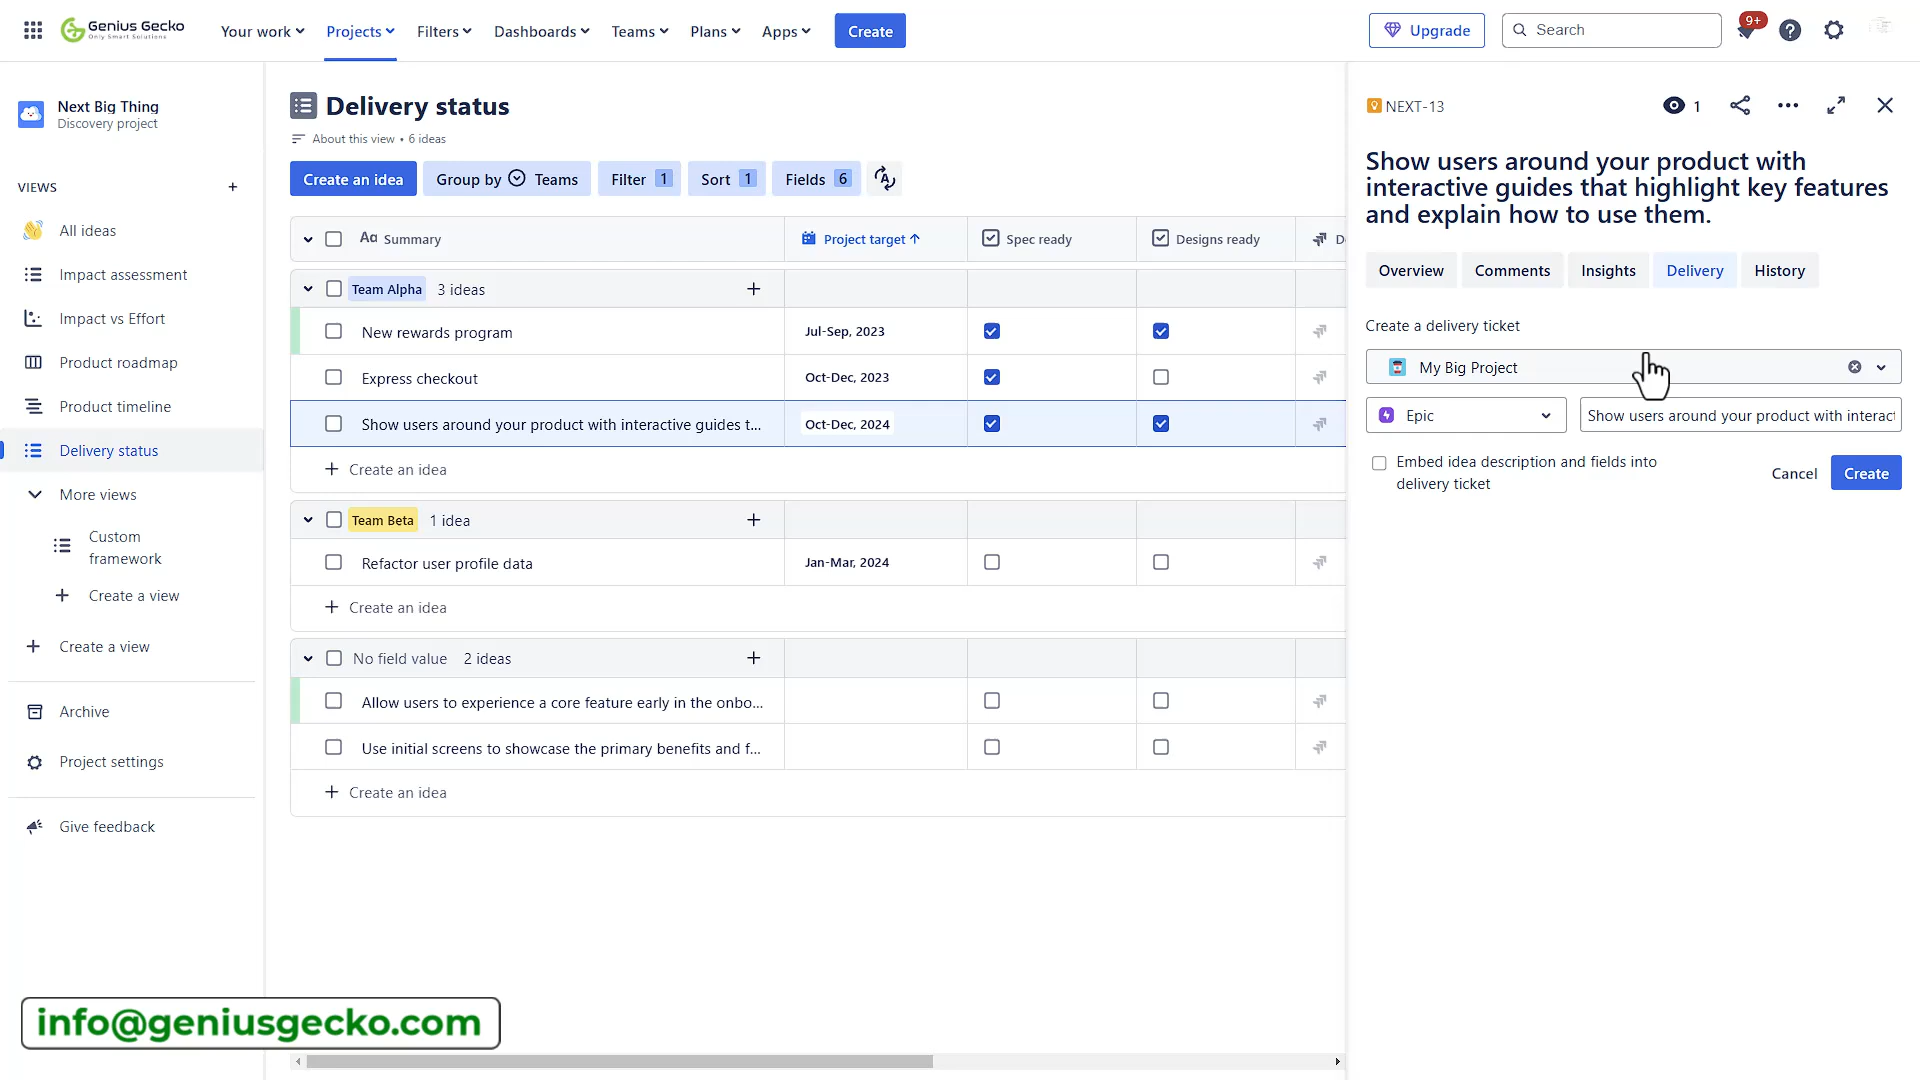 Genius Gecko
Only Smart Solutions
Your work
Projects
Filters
Dashboards
Teams
Plans
Apps
Create
Upgrade
Search
9+
Next Big Thing
Discovery project
VIEWS
All ideas
Impact assessment
Impact vs Effort
Product roadmap
Product timeline
Delivery status
More views
Custom
framework
Create a view
Create a view
Archive
Project settings
Give feedback
Delivery status
About this view • 6 ideas
Create an idea
Group by Teams
Filter 1
Sort 1
Fields 6
Aa Summary
Project target
Spec ready
Designs ready
Team Alpha 3 ideas
New rewards program
Jul-Sep, 2023
Express checkout
Oct-Dec, 2023
Show users around your product with interactive guides t...
Oct-Dec, 2024
Create an idea
Team Beta 1 idea
Refactor user profile data
Jan-Mar, 2024
Create an idea
No field value 2 ideas
Allow users to experience a core feature early in the onbo...
Use initial screens to showcase the primary benefits and f...
Create an idea
NEXT-13
1
Show users around your product with
interactive guides that highlight key features
and explain how to use them.
Overview
Comments
Insights
Delivery
History
Create a delivery ticket
My Big Project
Epic
Show users around your product with interact
Embed idea description and fields into
delivery ticket
Cancel
Create
info@geniusgecko.com